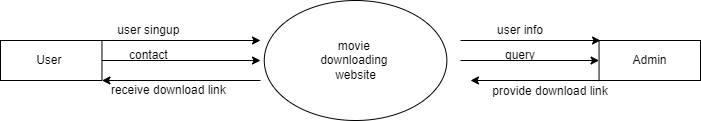 user singup
user info
movie
User
contact
downloading
query
Admin
website
receive download link
provide download link